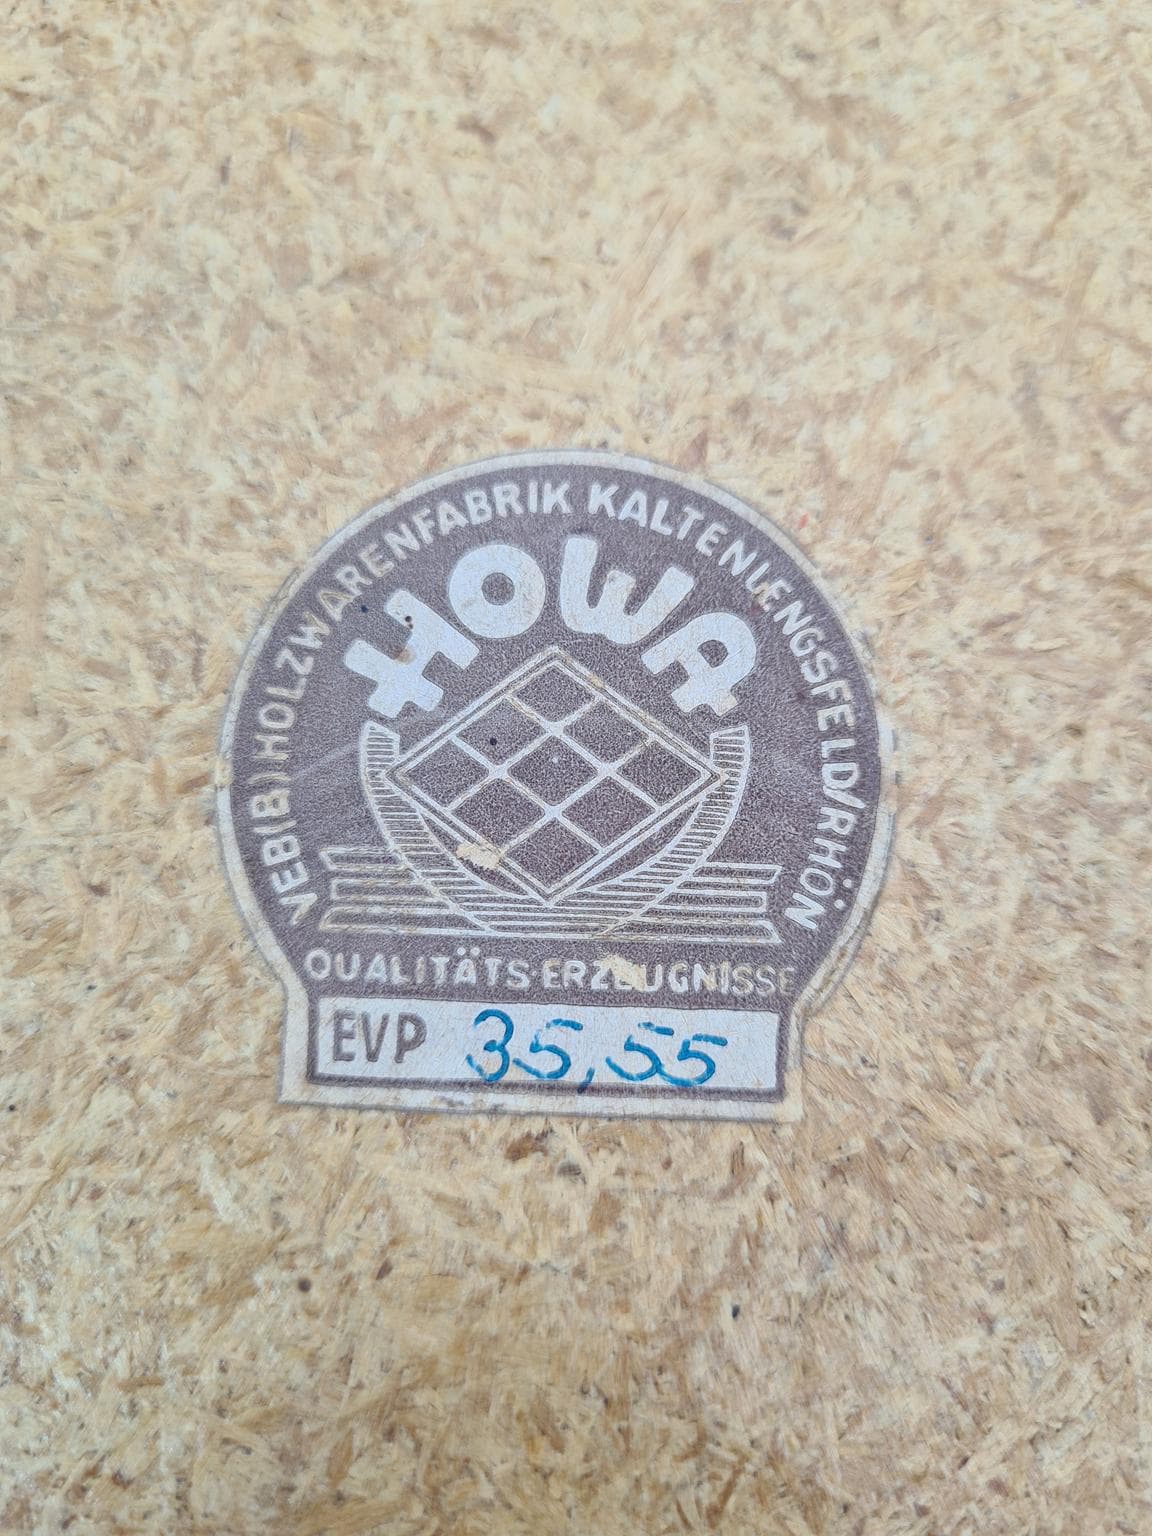 VEB(B) HOLZWARENFABRIK KALTENLENGSFELD/RHÖN
HOWA
QUALITÄTS-ERZEUGNISSE
EVP 35,55